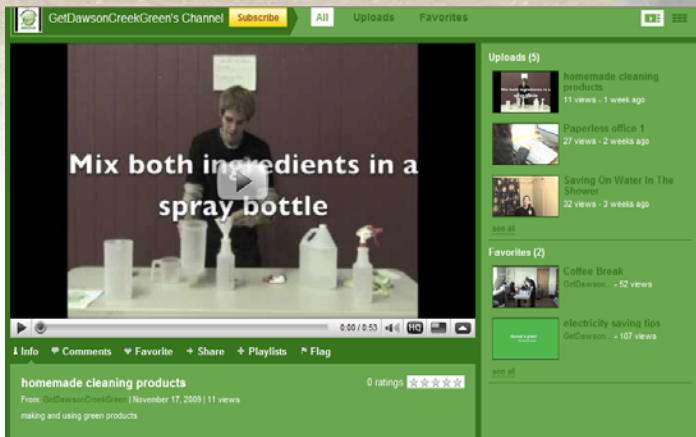 GetDawsonCreekGreen's Channel Subscribe All Uploads Favorites
Mix both ingredients in a
spray bottle
0:00 / 0:53 HQ
Info Comments Favorite Share Playlists Flag
homemade cleaning products 0 ratings
From: GetDawsonCreekGreen | November 17, 2009 | 11 views
making and using green products
Uploads (5)
homemade cleaning
products
11 views - 1 week ago
Paperless office 1
27 views - 2 weeks ago
Saving On Water In The
Shower
32 views - 3 weeks ago
see all
Favorites (2)
Coffee Break
GetDawson... - 52 views
electricity saving tips
GetDawson... - 107 views
see all